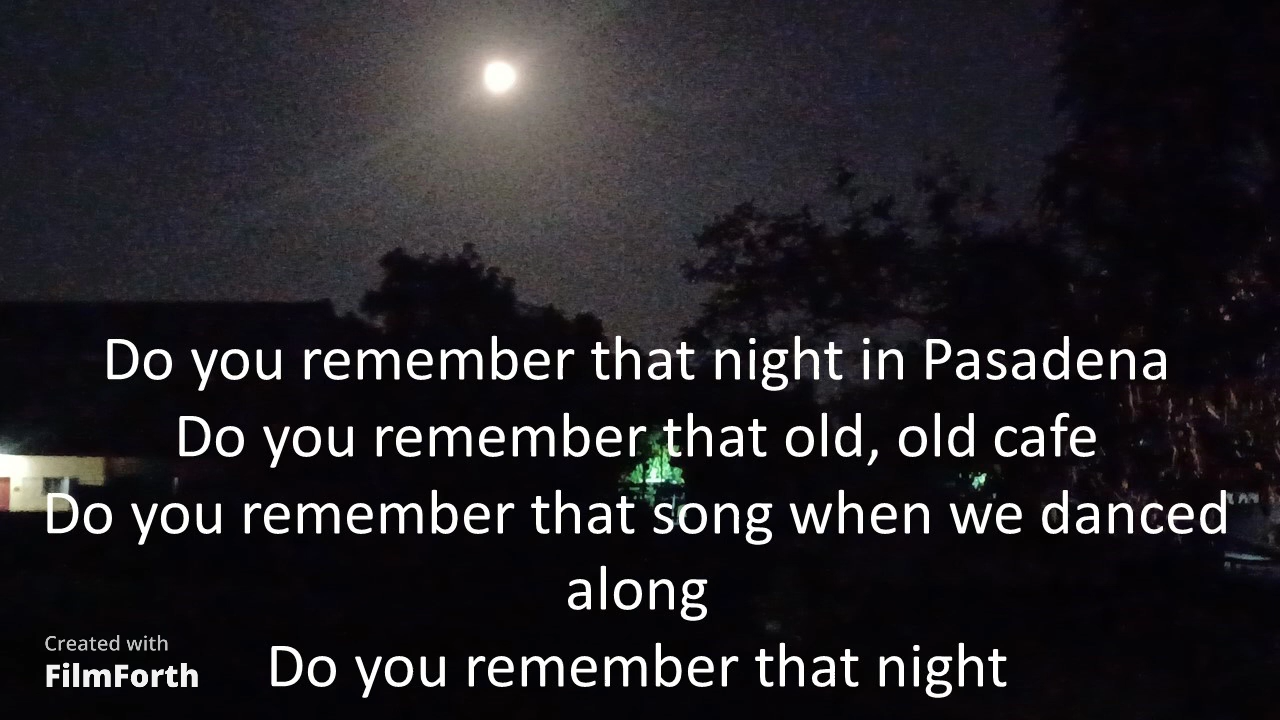 Do you remember that night in Pasadena
Do you remember that old, old cafe
Do you remember that song when we danced
along
Do you remember that night
Created with
FilmForth